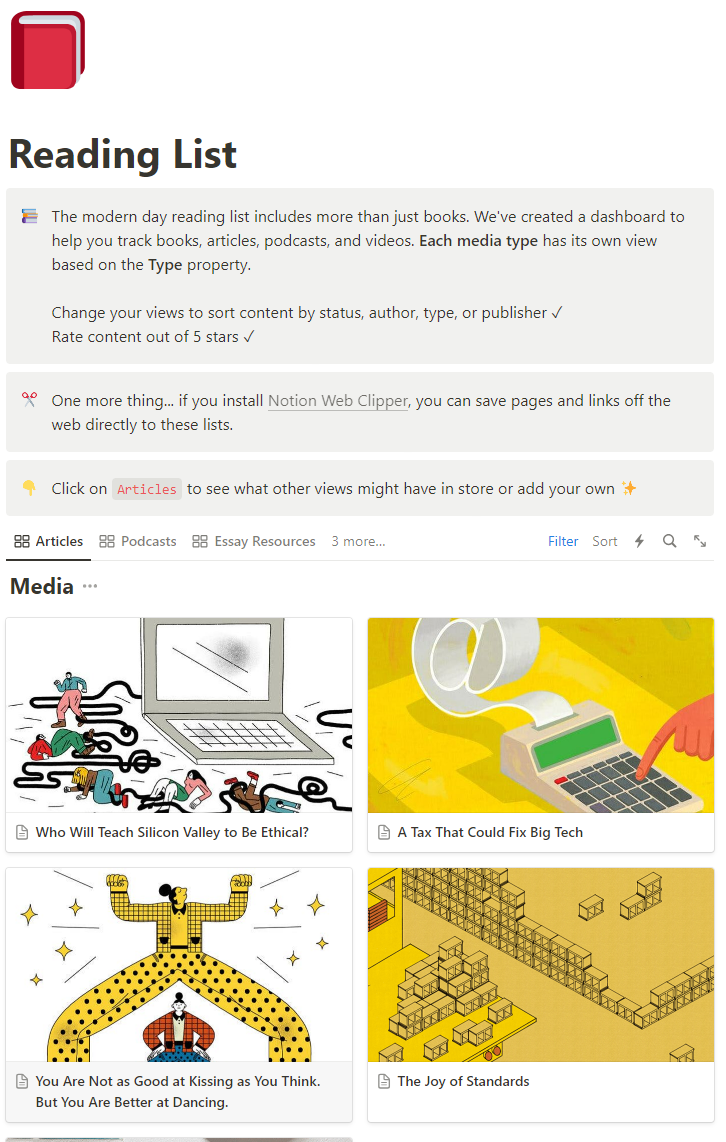 Reading List
The modern day reading list includes more than just books. We've created a dashboard to
help you track books, articles, podcasts, and videos. Each media type has its own view
based on the Type property.
Change your views to sort content by status, author, type, or publisher ✓
Rate content out of 5 stars ✓
One more thing... if you install Notion Web Clipper, you can save pages and links off the
web directly to these lists.
Click on Articles to see what other views might have in store or add your own ✨
Articles Podcasts Essay Resources 3 more... Filter Sort
Media
Who Will Teach Silicon Valley to Be Ethical?
A Tax That Could Fix Big Tech
You Are Not as Good at Kissing as You Think.
But You Are Better at Dancing.
The Joy of Standards